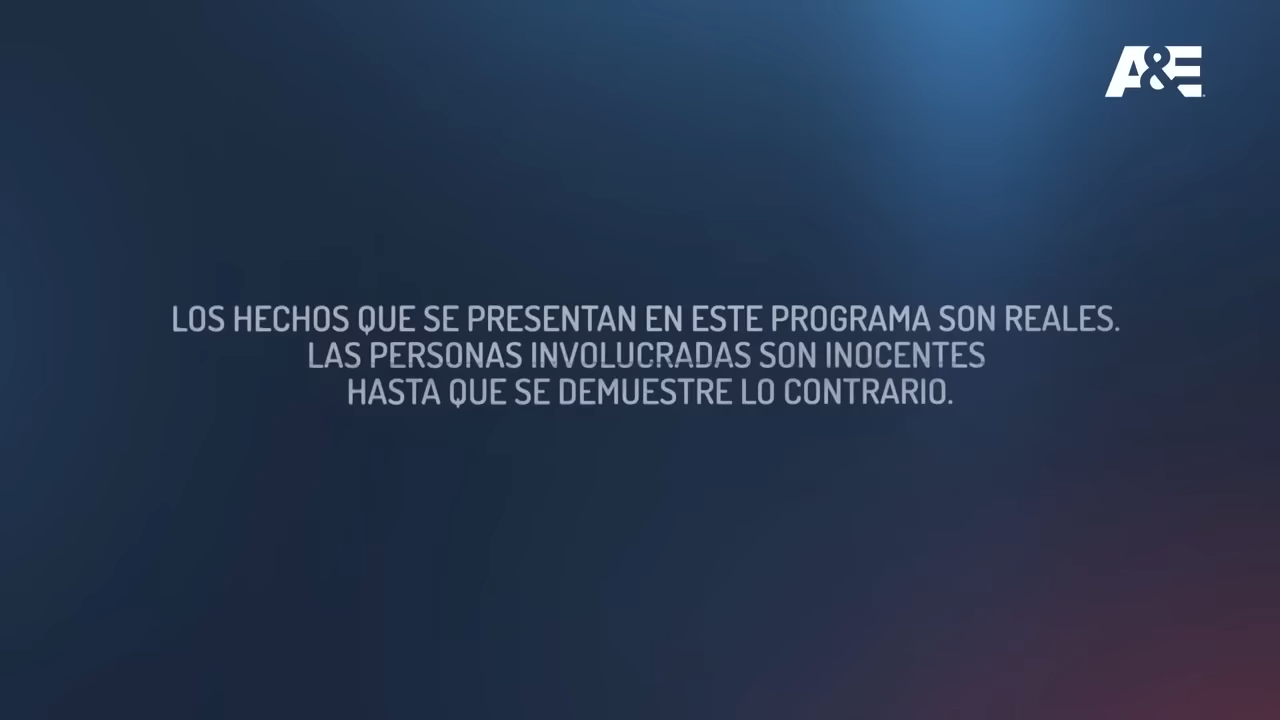 A&E
LOS HECHOS QUE SE PRESENTAN EN ESTE PROGRAMA SON REALES.
LAS PERSONAS INVOLUCRADAS SON INOCENTES
HASTA QUE SE DEMUESTRE LO CONTRARIO.